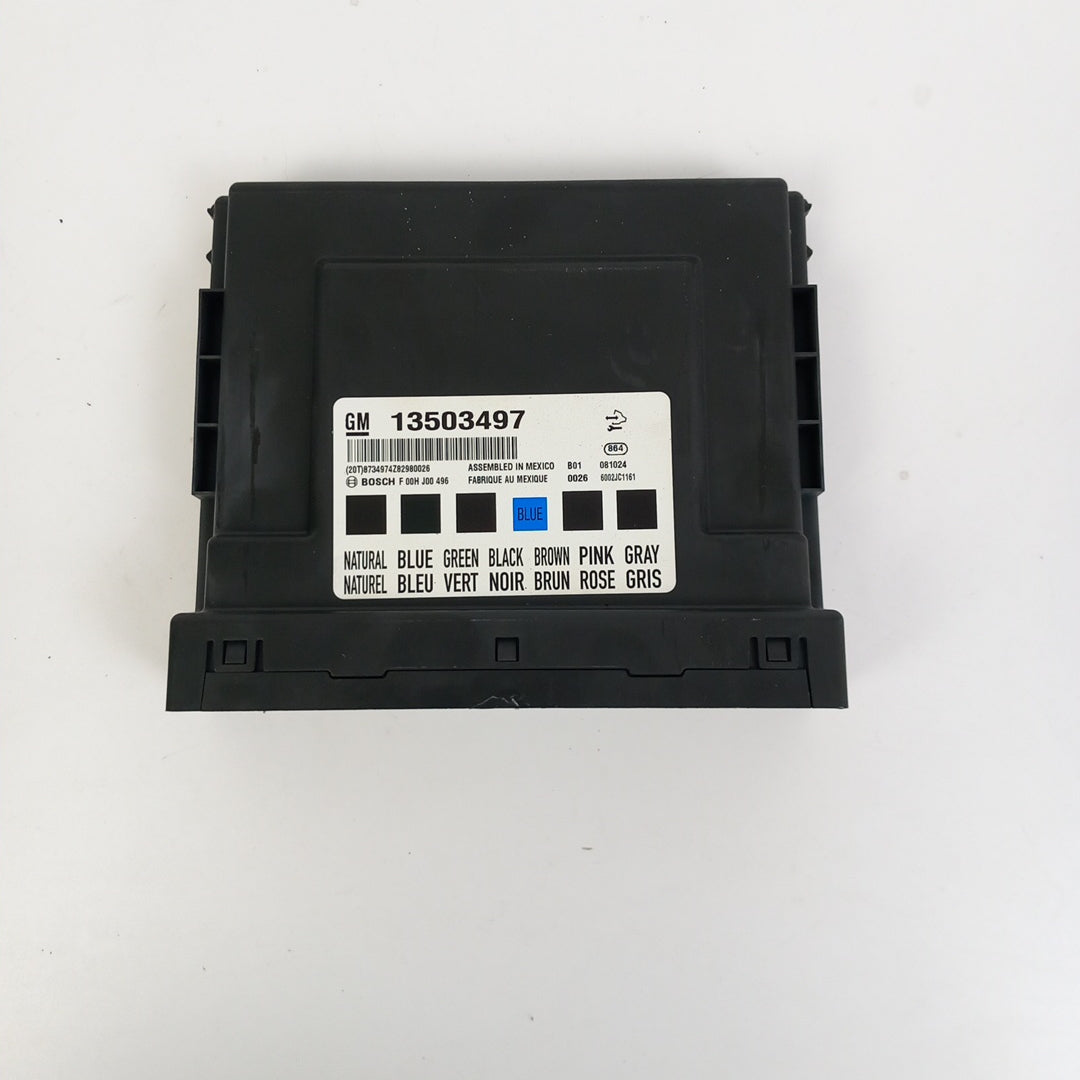 GM 13503497
864
(20T)8734974Z82980026 ASSEMBLED IN MEXICO B01 081024
BOSCH F 00H J00 496 FABRIQUE AU MEXIQUE 0026 6002JC1161
BLUE
NATURAL BLUE GREEN BLACK BROWN PINK GRAY
NATUREL BLEU VERT NOIR BRUN ROSE GRIS